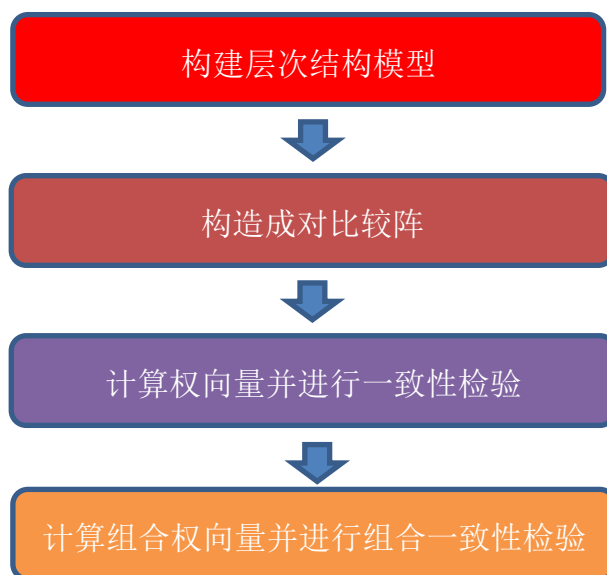 构建层次结构模型
构造成对比较阵
计算权向量并进行一致性检验
计算组合权向量并进行组合一致性检验